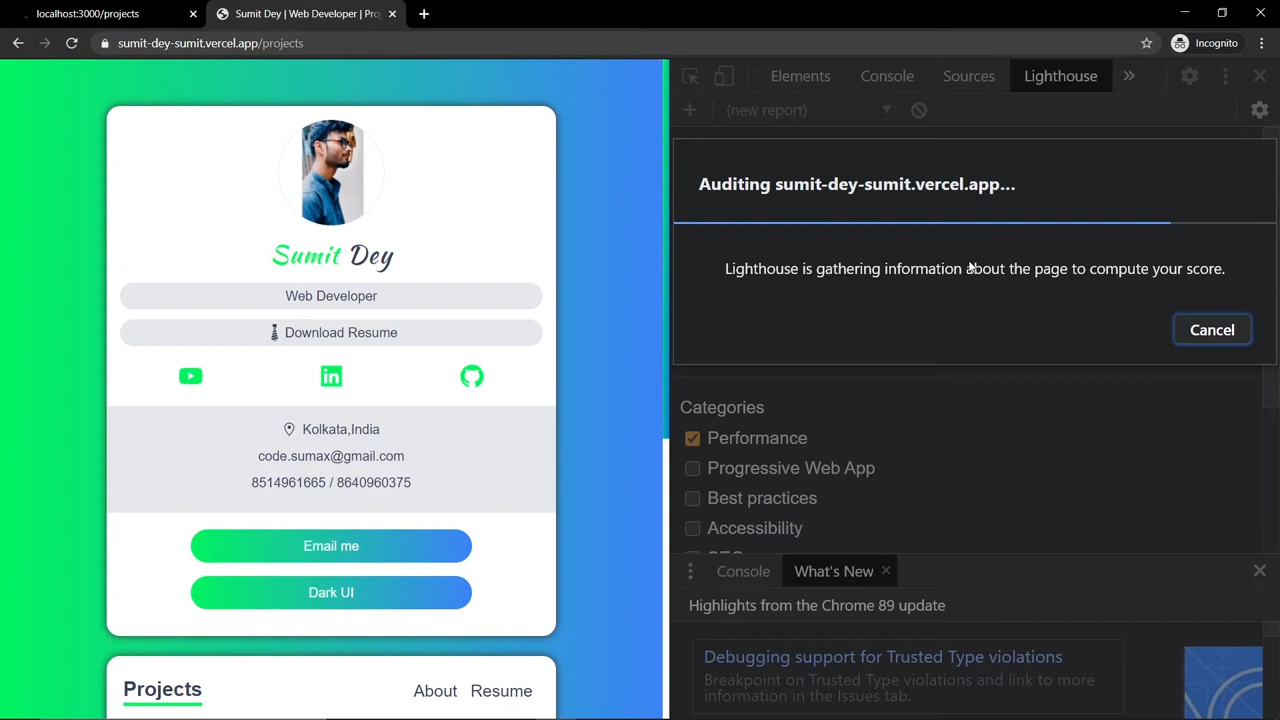 localhost:3000/projects
Sumit Dey | Web Developer | Pro
sumit-dey-sumit.vercel.app/projects
Incognito
Sumit Dey
Web Developer
Download Resume
Kolkata,India
code.sumax@gmail.com
8514961665 / 8640960375
Email me
Dark UI
Projects
About
Resume
Elements
Console
Sources
Lighthouse
(new report)
Auditing sumit-dey-sumit.vercel.app...
Lighthouse is gathering information about the page to compute your score.
Cancel
Categories
Performance
Progressive Web App
Best practices
Accessibility
SEO
Console
What's New
Highlights from the Chrome 89 update
Debugging support for Trusted Type violations
Breakpoint on Trusted Type violations and link to more
information in the Issues tab.